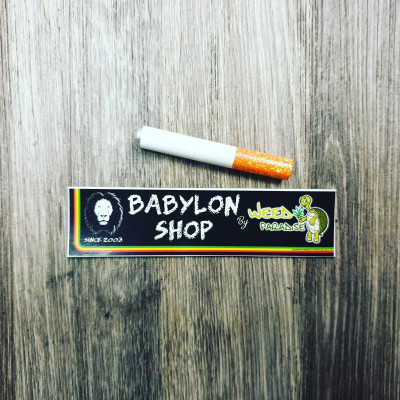 BABYLON
SHOP
By
WEED
PARADISE
SINCE 2003